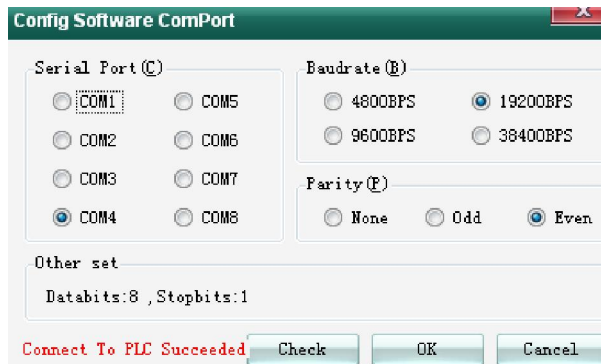 Config Software ComPort
Serial Port(C)
COM1 COM5
COM2 COM6
COM3 COM7
COM4 COM8
Baudrate(B)
4800BPS 19200BPS
9600BPS 38400BPS
Parity(P)
None Odd Even
Other set
Databits:8 ,Stopbits:1
Connect To PLC Succeeded Check OK Cancel